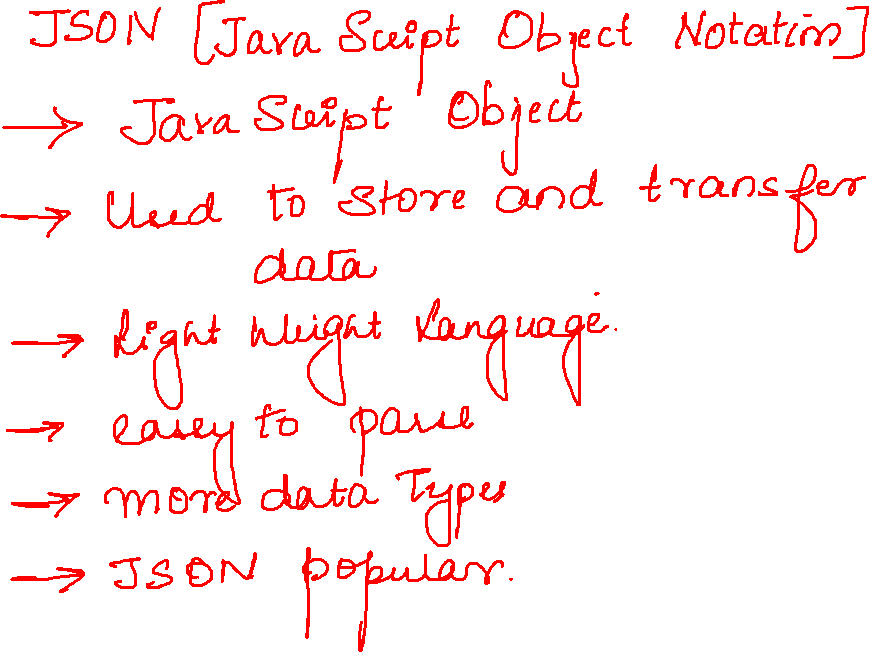 JSON [Java Script Object Notation]
→ Java Script Object
→ Used to store and transfer
data
→ Light Weight Language.
→ easey to parse
→ more data Types
→ JSON popular.